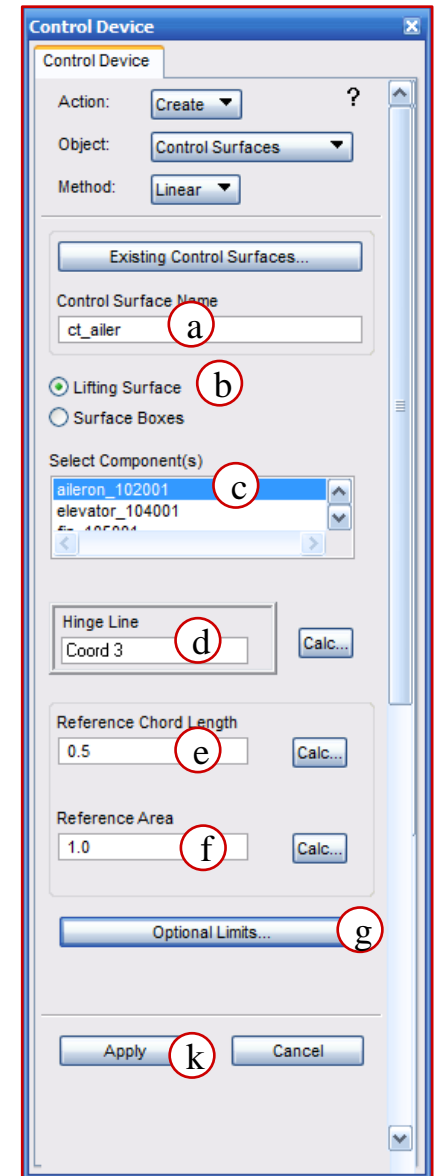 Control Device
Control Device
Action: Create ?
Object: Control Surfaces
Method: Linear
Existing Control Surfaces...
Control Surface Name
ct_ailer a
Lifting Surface b
Surface Boxes
Select Component(s)
aileron_102001 c
elevator_104001
Hinge Line
Coord 3 d Calc...
Reference Chord Length
0.5 e Calc...
Reference Area
1.0 f Calc...
Optional Limits... g
Apply k Cancel